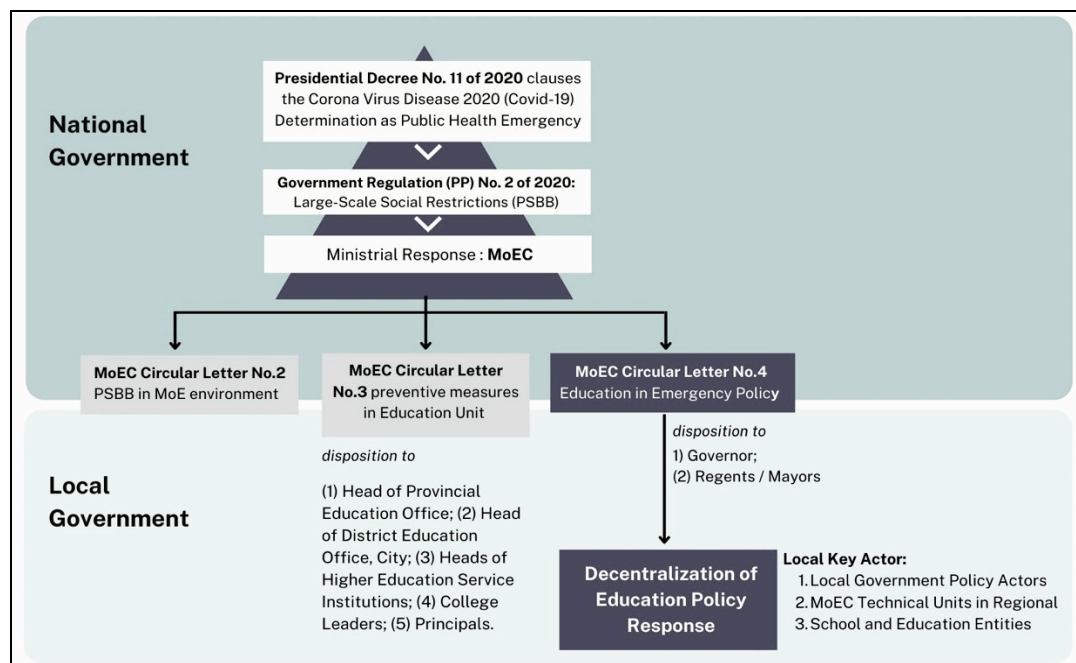 National
Government
Presidential Decree No. 11 of 2020 clauses
the Corona Virus Disease 2020 (Covid-19)
Determination as Public Health Emergency
Government Regulation (PP) No. 2 of 2020:
Large-Scale Social Restrictions (PSBB)
Ministrial Response : MoEC
MoEC Circular Letter No.2
PSBB in MoE environment
MoEC Circular Letter
No.3 preventive measures
in Education Unit
MoEC Circular Letter No.4
Education in Emergency Policy
Local
Government
disposition to
(1) Head of Provincial
Education Office; (2) Head
of District Education
Office, City; (3) Heads of
Higher Education Service
Institutions; (4) College
Leaders; (5) Principals.
disposition to
1) Governor;
(2) Regents / Mayors
Decentralization of
Education Policy
Response
Local Key Actor:
1. Local Government Policy Actors
2. MoEC Technical Units in Regional
3. School and Education Entities